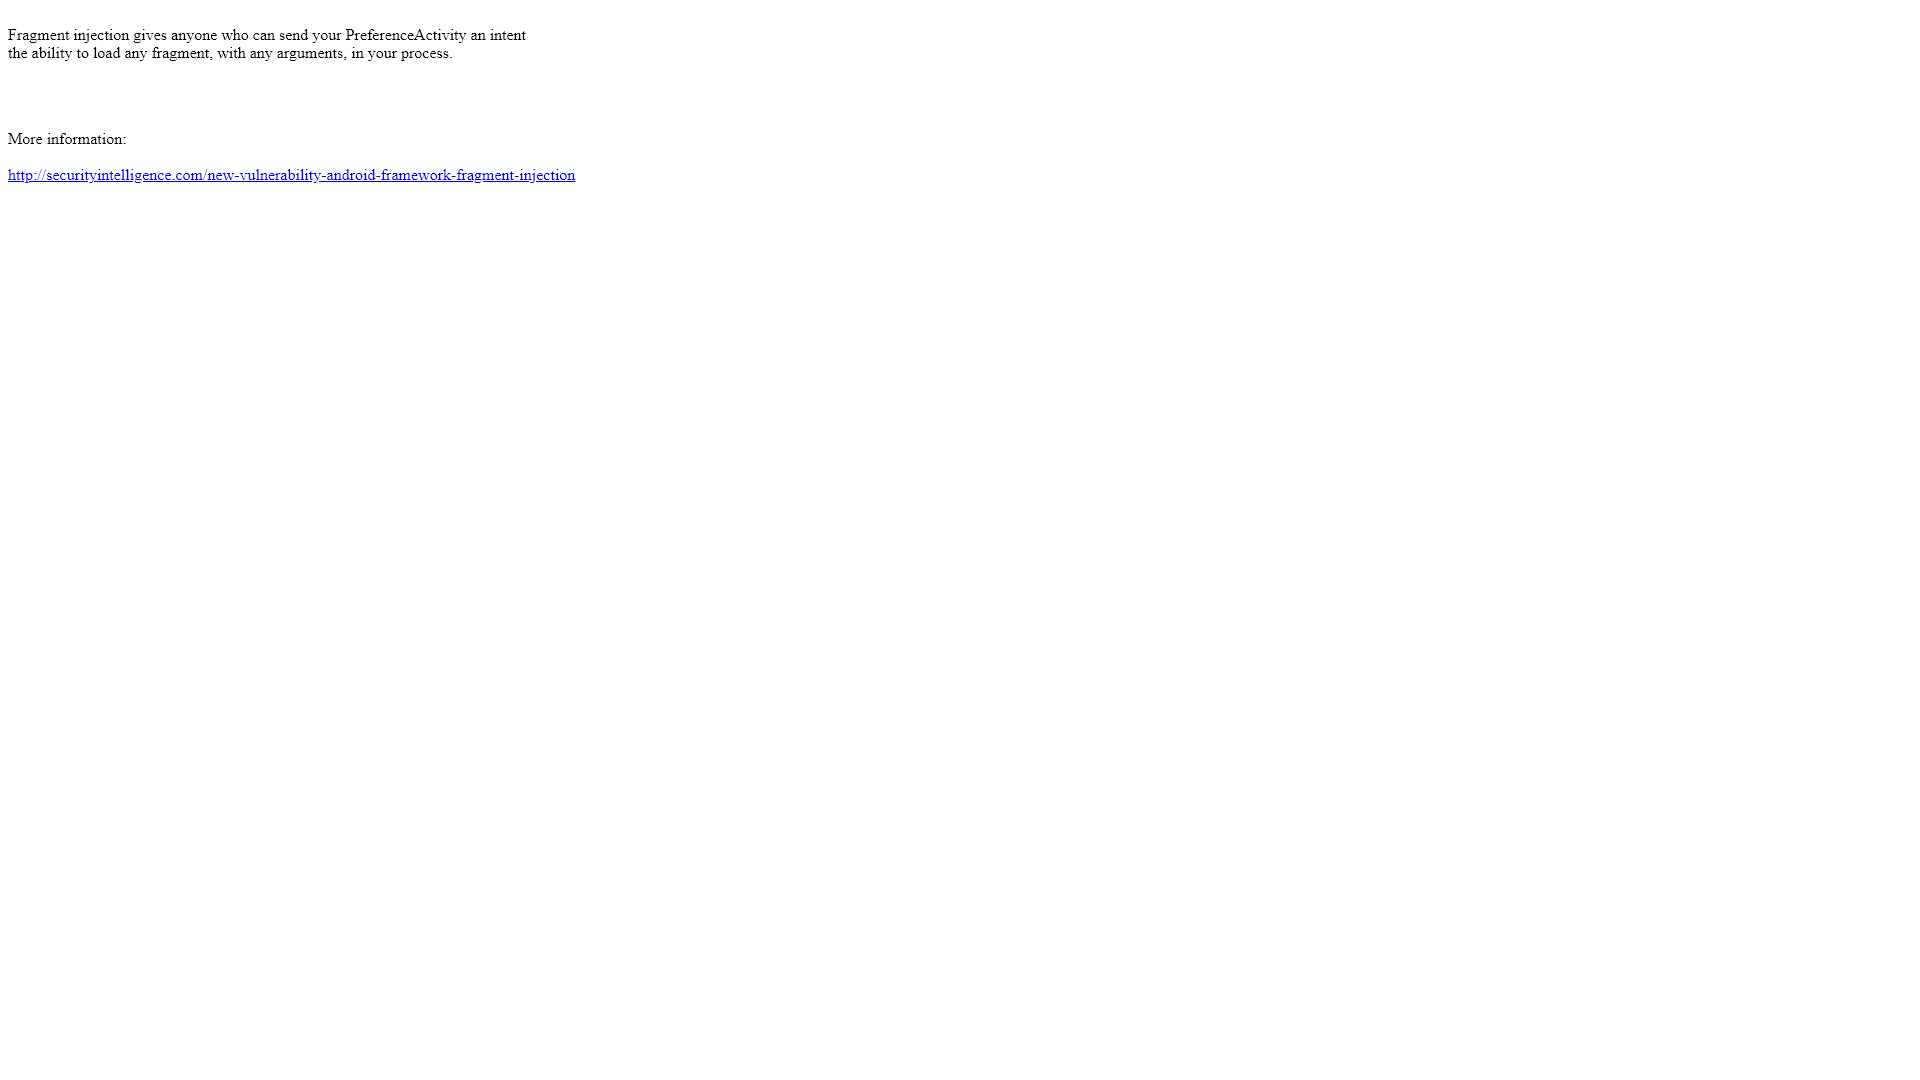 Fragment injection gives anyone who can send your PreferenceActivity an intent
the ability to load any fragment, with any arguments, in your process.
More information:
http://securityintelligence.com/new-vulnerability-android-framework-fragment-injection